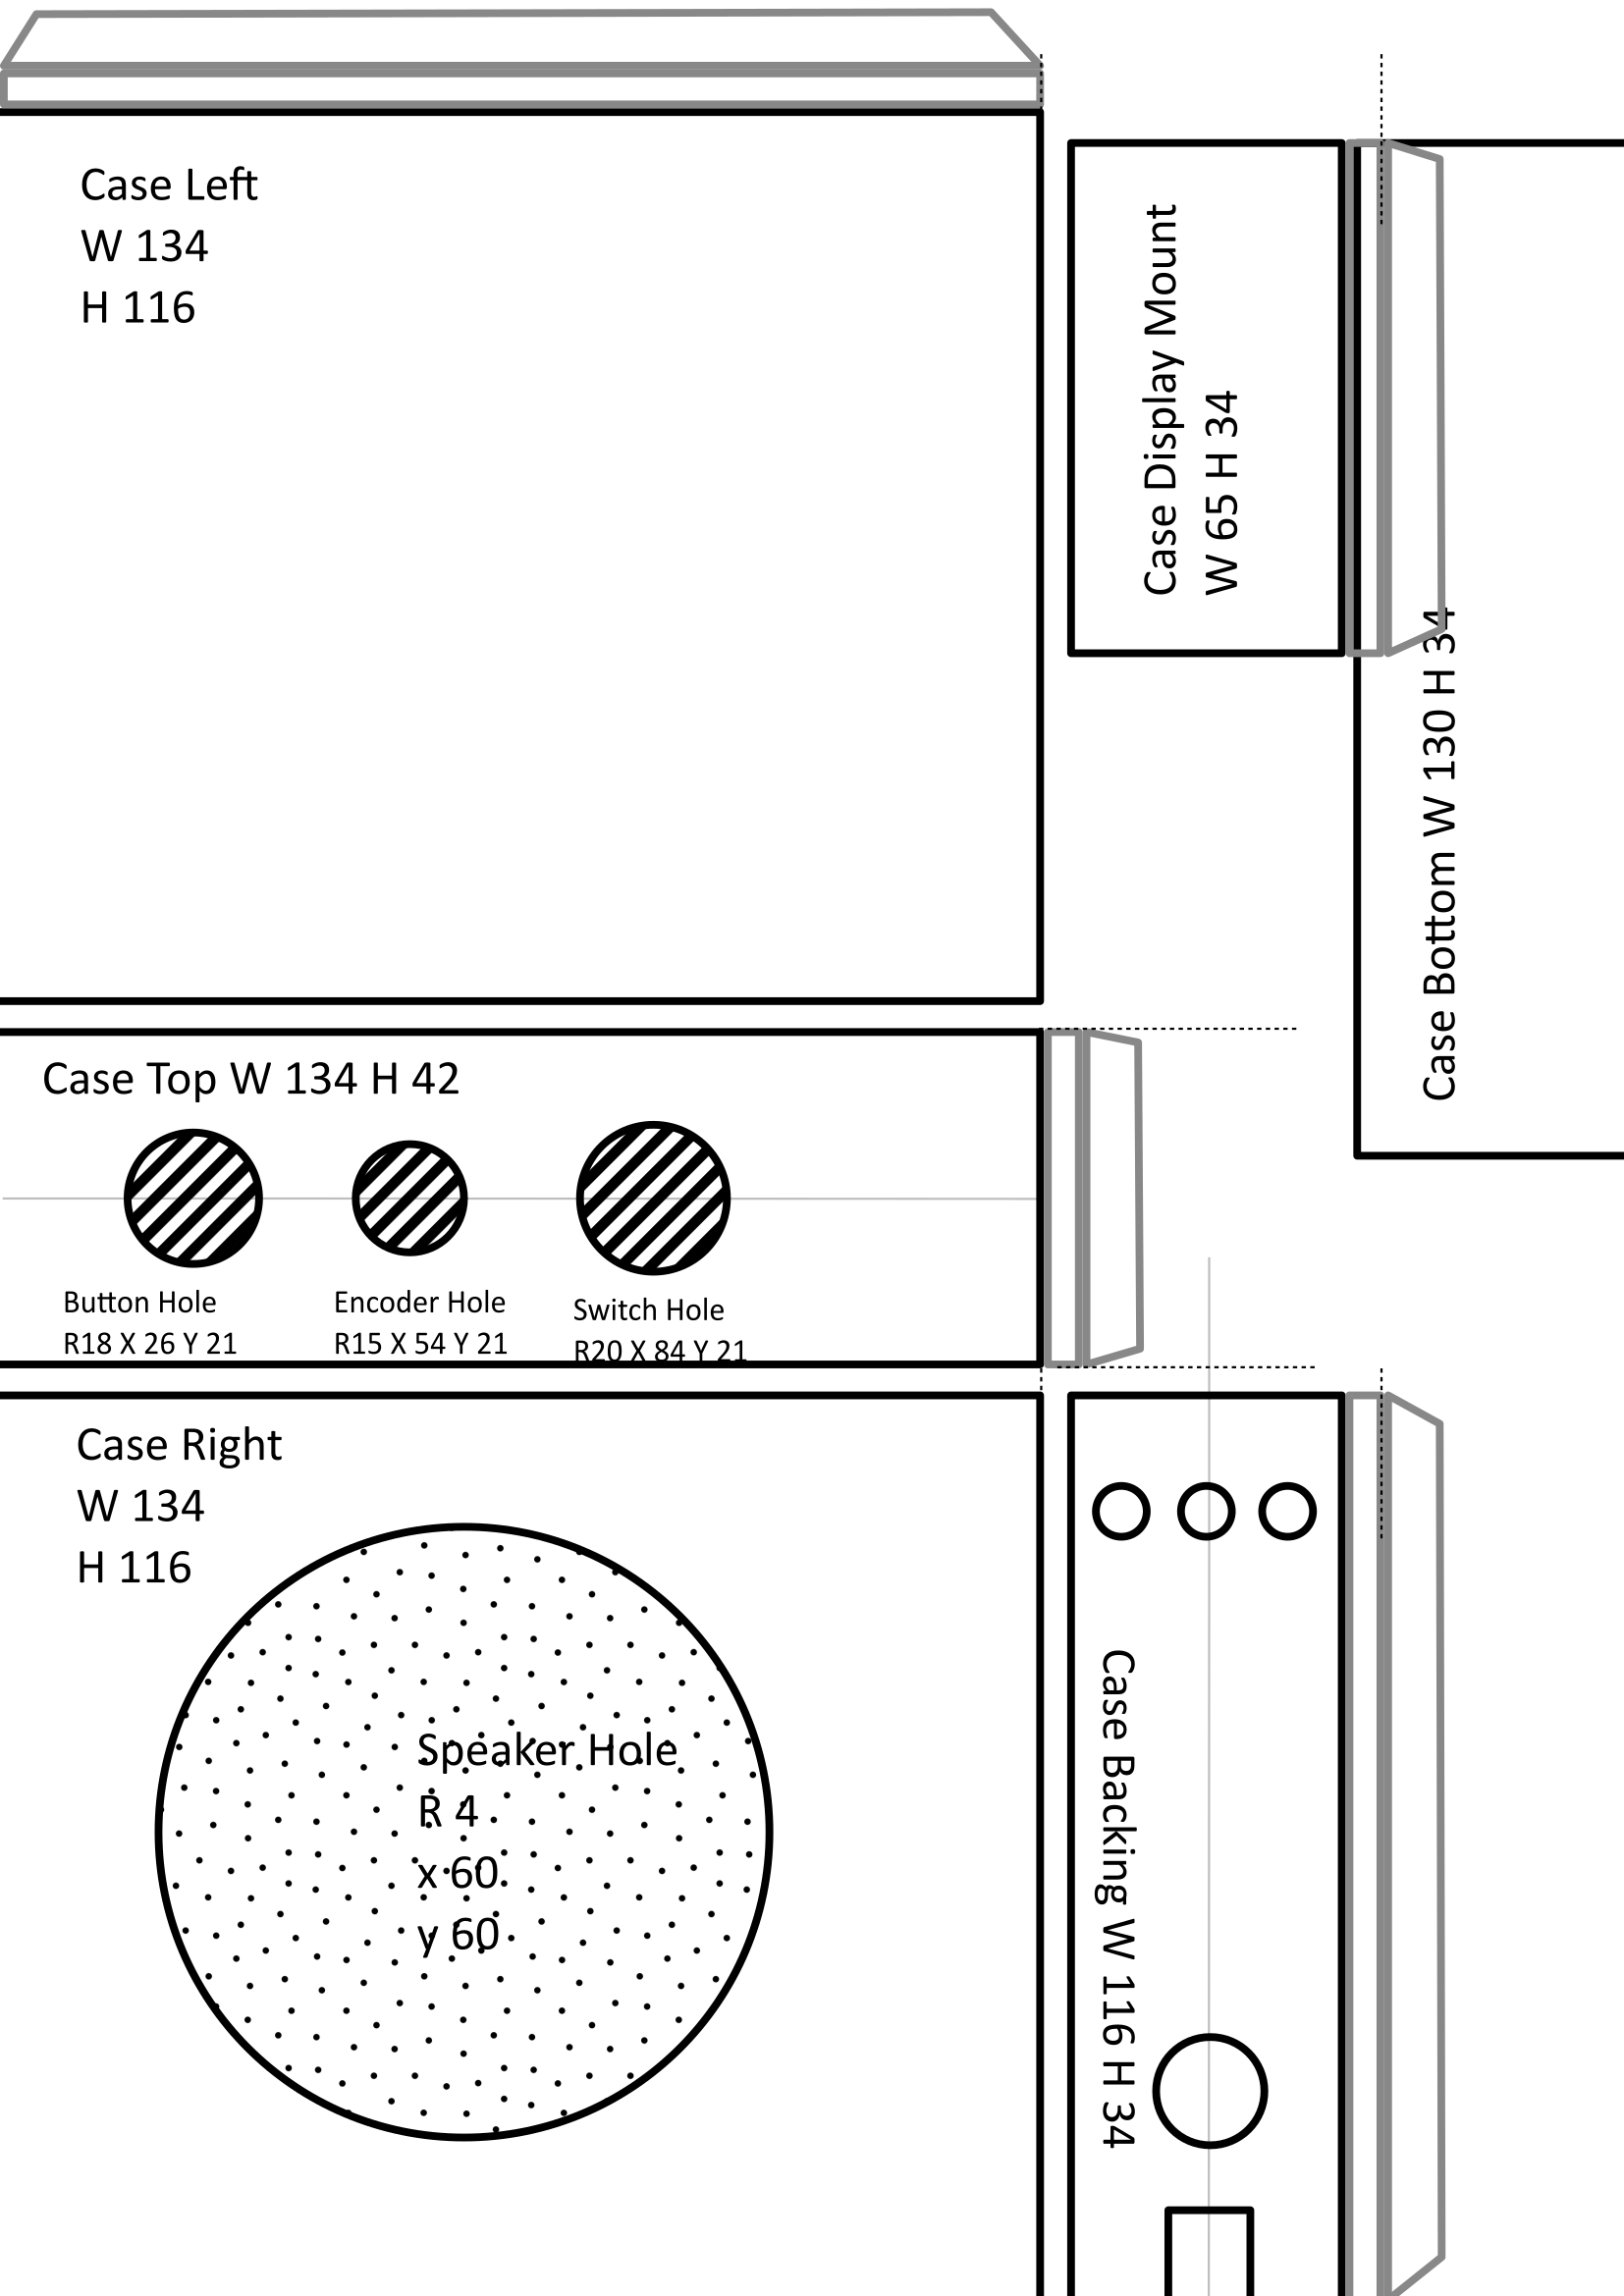 Case Left
W 134
H 116
Case Display Mount
W 65 H 34
Case Bottom W 130 H 34
Case Top W 134 H 42
Button Hole
R18 X 26 Y 21
Encoder Hole
R15 X 54 Y 21
Switch Hole
R20 X 84 Y 21
Case Right
W 134
H 116
Speaker Hole
R 4
x 60
y 60
Case Backing W 116 H 34